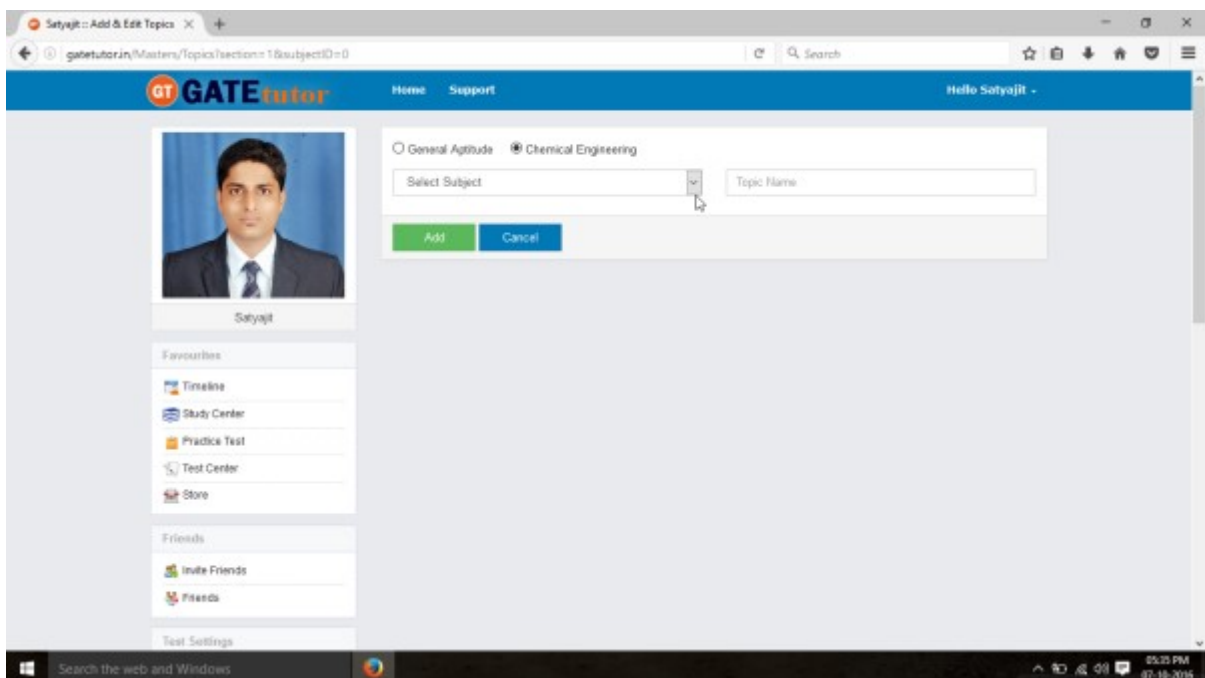 Satyajit :: Add & Edit Topics
gatetutor.in/Masters/Topics?section=1&subjectID=0
Search
GT GATEtutor
Home Support
Hello Satyajit
General Aptitude Chemical Engineering
Select Subject
Topic Name
Add Cancel
Satyajit
Favourites
Timeline
Study Center
Practice Test
Test Center
Store
Friends
Invite Friends
Friends
Test Settings
Search the web and Windows
05:35 PM
07-10-2016